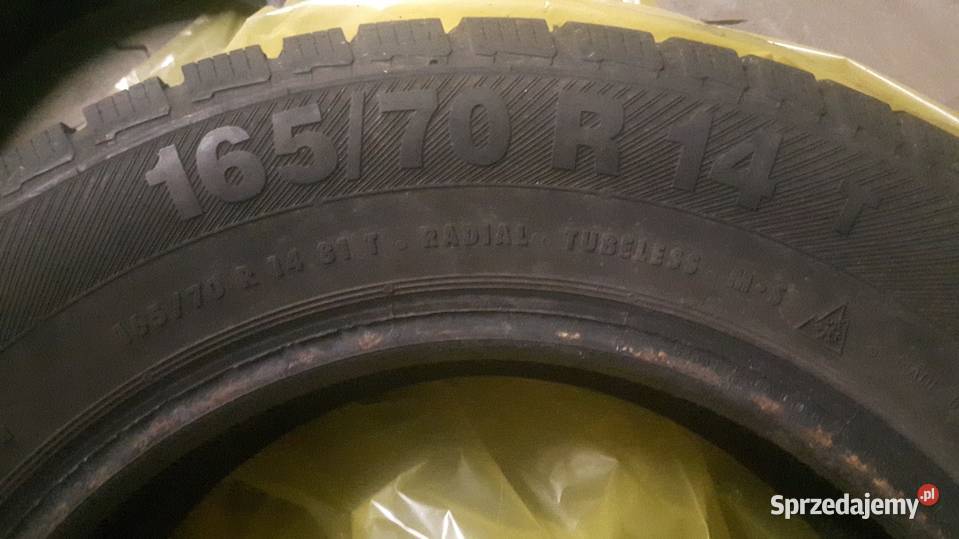 165/70 R 14 T
165/70 R 14 81 T · RADIAL · TUBELESS M+S
Sprzedajemy.pl